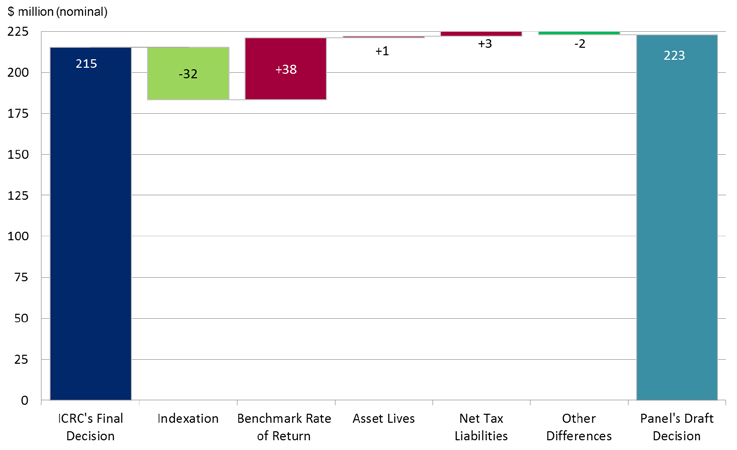 $ million (nominal)
225
200
175
150
125
100
75
50
25
0
215
-32
+38
+1
+3
-2
223
ICRC's Final
Decision
Indexation
Benchmark Rate
of Return
Asset Lives
Net Tax
Liabilities
Other
Differences
Panel's Draft
Decision